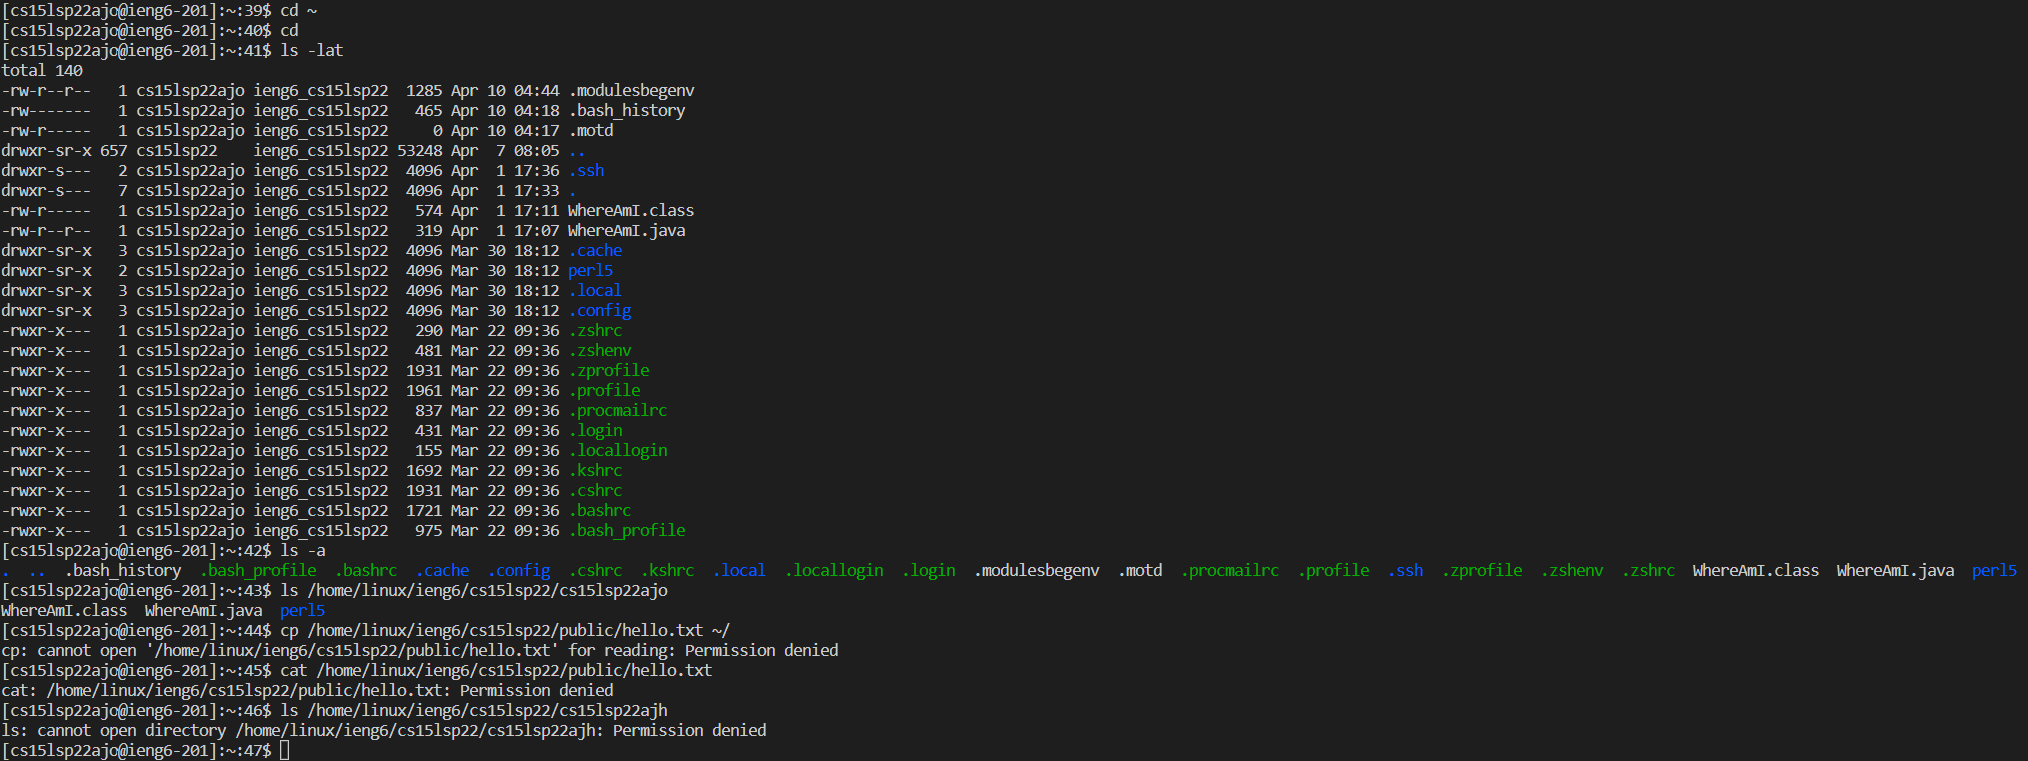 [cs15lsp22ajo@ieng6-201]:~:39$ cd ~
[cs15lsp22ajo@ieng6-201]:~:40$ cd
[cs15lsp22ajo@ieng6-201]:~:41$ ls -lat
total 140
-rw-r--r--   1 cs15lsp22ajo ieng6_cs15lsp22  1285 Apr 10 04:44 .modulesbegenv
-rw-------   1 cs15lsp22ajo ieng6_cs15lsp22   465 Apr 10 04:18 .bash_history
-rw-r-----   1 cs15lsp22ajo ieng6_cs15lsp22     0 Apr 10 04:17 .motd
drwxr-sr-x 657 cs15lsp22    ieng6_cs15lsp22 53248 Apr  7 08:05 ..
drwxr-s---   2 cs15lsp22ajo ieng6_cs15lsp22  4096 Apr  1 17:36 .ssh
drwxr-s---   7 cs15lsp22ajo ieng6_cs15lsp22  4096 Apr  1 17:33 .
-rw-r-----   1 cs15lsp22ajo ieng6_cs15lsp22   574 Apr  1 17:11 WhereAmI.class
-rw-r--r--   1 cs15lsp22ajo ieng6_cs15lsp22   319 Apr  1 17:07 WhereAmI.java
drwxr-sr-x   3 cs15lsp22ajo ieng6_cs15lsp22  4096 Mar 30 18:12 .cache
drwxr-sr-x   2 cs15lsp22ajo ieng6_cs15lsp22  4096 Mar 30 18:12 perl5
drwxr-sr-x   3 cs15lsp22ajo ieng6_cs15lsp22  4096 Mar 30 18:12 .local
drwxr-sr-x   3 cs15lsp22ajo ieng6_cs15lsp22  4096 Mar 30 18:12 .config
-rwxr-x---   1 cs15lsp22ajo ieng6_cs15lsp22   290 Mar 22 09:36 .zshrc
-rwxr-x---   1 cs15lsp22ajo ieng6_cs15lsp22   481 Mar 22 09:36 .zshenv
-rwxr-x---   1 cs15lsp22ajo ieng6_cs15lsp22  1931 Mar 22 09:36 .zprofile
-rwxr-x---   1 cs15lsp22ajo ieng6_cs15lsp22  1961 Mar 22 09:36 .profile
-rwxr-x---   1 cs15lsp22ajo ieng6_cs15lsp22   837 Mar 22 09:36 .procmailrc
-rwxr-x---   1 cs15lsp22ajo ieng6_cs15lsp22   431 Mar 22 09:36 .login
-rwxr-x---   1 cs15lsp22ajo ieng6_cs15lsp22   155 Mar 22 09:36 .locallogin
-rwxr-x---   1 cs15lsp22ajo ieng6_cs15lsp22  1692 Mar 22 09:36 .kshrc
-rwxr-x---   1 cs15lsp22ajo ieng6_cs15lsp22  1931 Mar 22 09:36 .cshrc
-rwxr-x---   1 cs15lsp22ajo ieng6_cs15lsp22  1721 Mar 22 09:36 .bashrc
-rwxr-x---   1 cs15lsp22ajo ieng6_cs15lsp22   975 Mar 22 09:36 .bash_profile
[cs15lsp22ajo@ieng6-201]:~:42$ ls -a
.  ..  .bash_history  .bash_profile  .bashrc  .cache  .config  .cshrc  .kshrc  .local  .locallogin  .login  .modulesbegenv  .motd  .procmailrc  .profile  .ssh  .zprofile  .zshenv  .zshrc  WhereAmI.class  WhereAmI.java  perl5
[cs15lsp22ajo@ieng6-201]:~:43$ ls /home/linux/ieng6/cs15lsp22/cs15lsp22ajo
WhereAmI.class  WhereAmI.java  perl5
[cs15lsp22ajo@ieng6-201]:~:44$ cp /home/linux/ieng6/cs15lsp22/public/hello.txt ~/
cp: cannot open '/home/linux/ieng6/cs15lsp22/public/hello.txt' for reading: Permission denied
[cs15lsp22ajo@ieng6-201]:~:45$ cat /home/linux/ieng6/cs15lsp22/public/hello.txt
cat: /home/linux/ieng6/cs15lsp22/public/hello.txt: Permission denied
[cs15lsp22ajo@ieng6-201]:~:46$ ls /home/linux/ieng6/cs15lsp22/cs15lsp22ajh
ls: cannot open directory /home/linux/ieng6/cs15lsp22/cs15lsp22ajh: Permission denied
[cs15lsp22ajo@ieng6-201]:~:47$